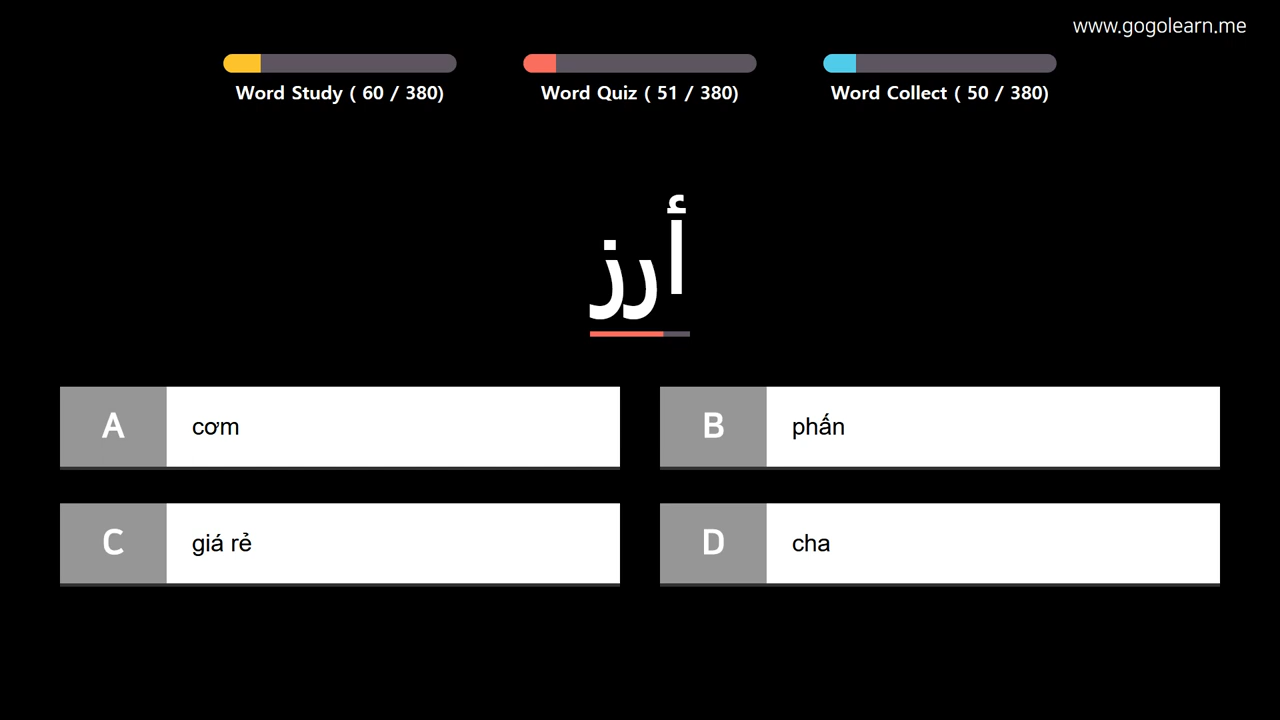 www.gogolearn.me
Word Study ( 60 / 380)
Word Quiz ( 51 / 380)
Word Collect ( 50 / 380)
أرز
A
cơm
B
phấn
C
giá rẻ
D
cha